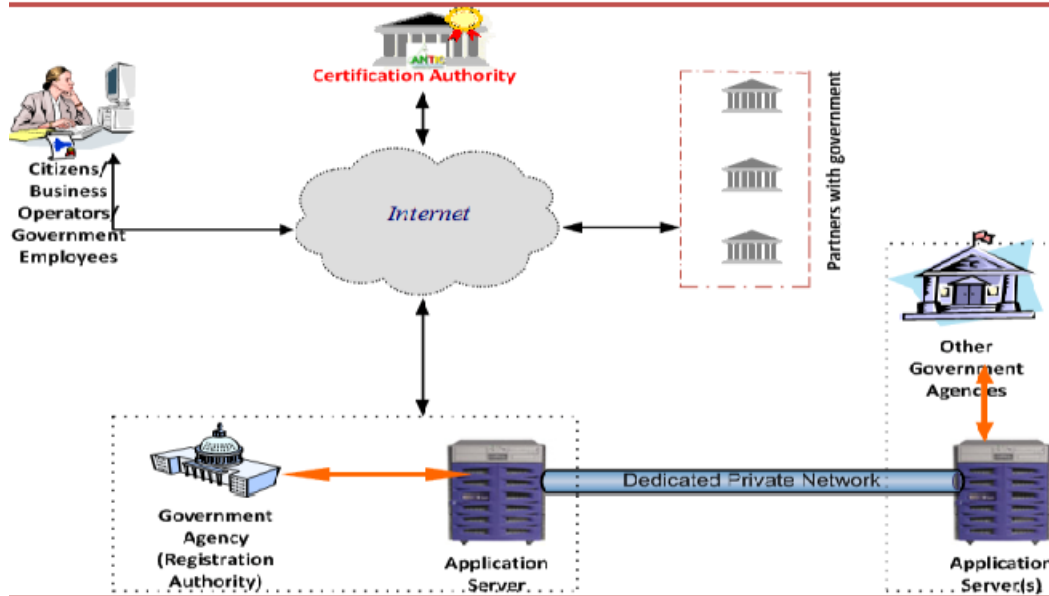 ANTIC
Certification Authority
Citizens/
Business
Operators/
Government
Employees
Internet
Partners with government
Other
Government
Agencies
Dedicated Private Network
Government
Agency
(Registration
Authority)
Application
Server
Application
Server(s)